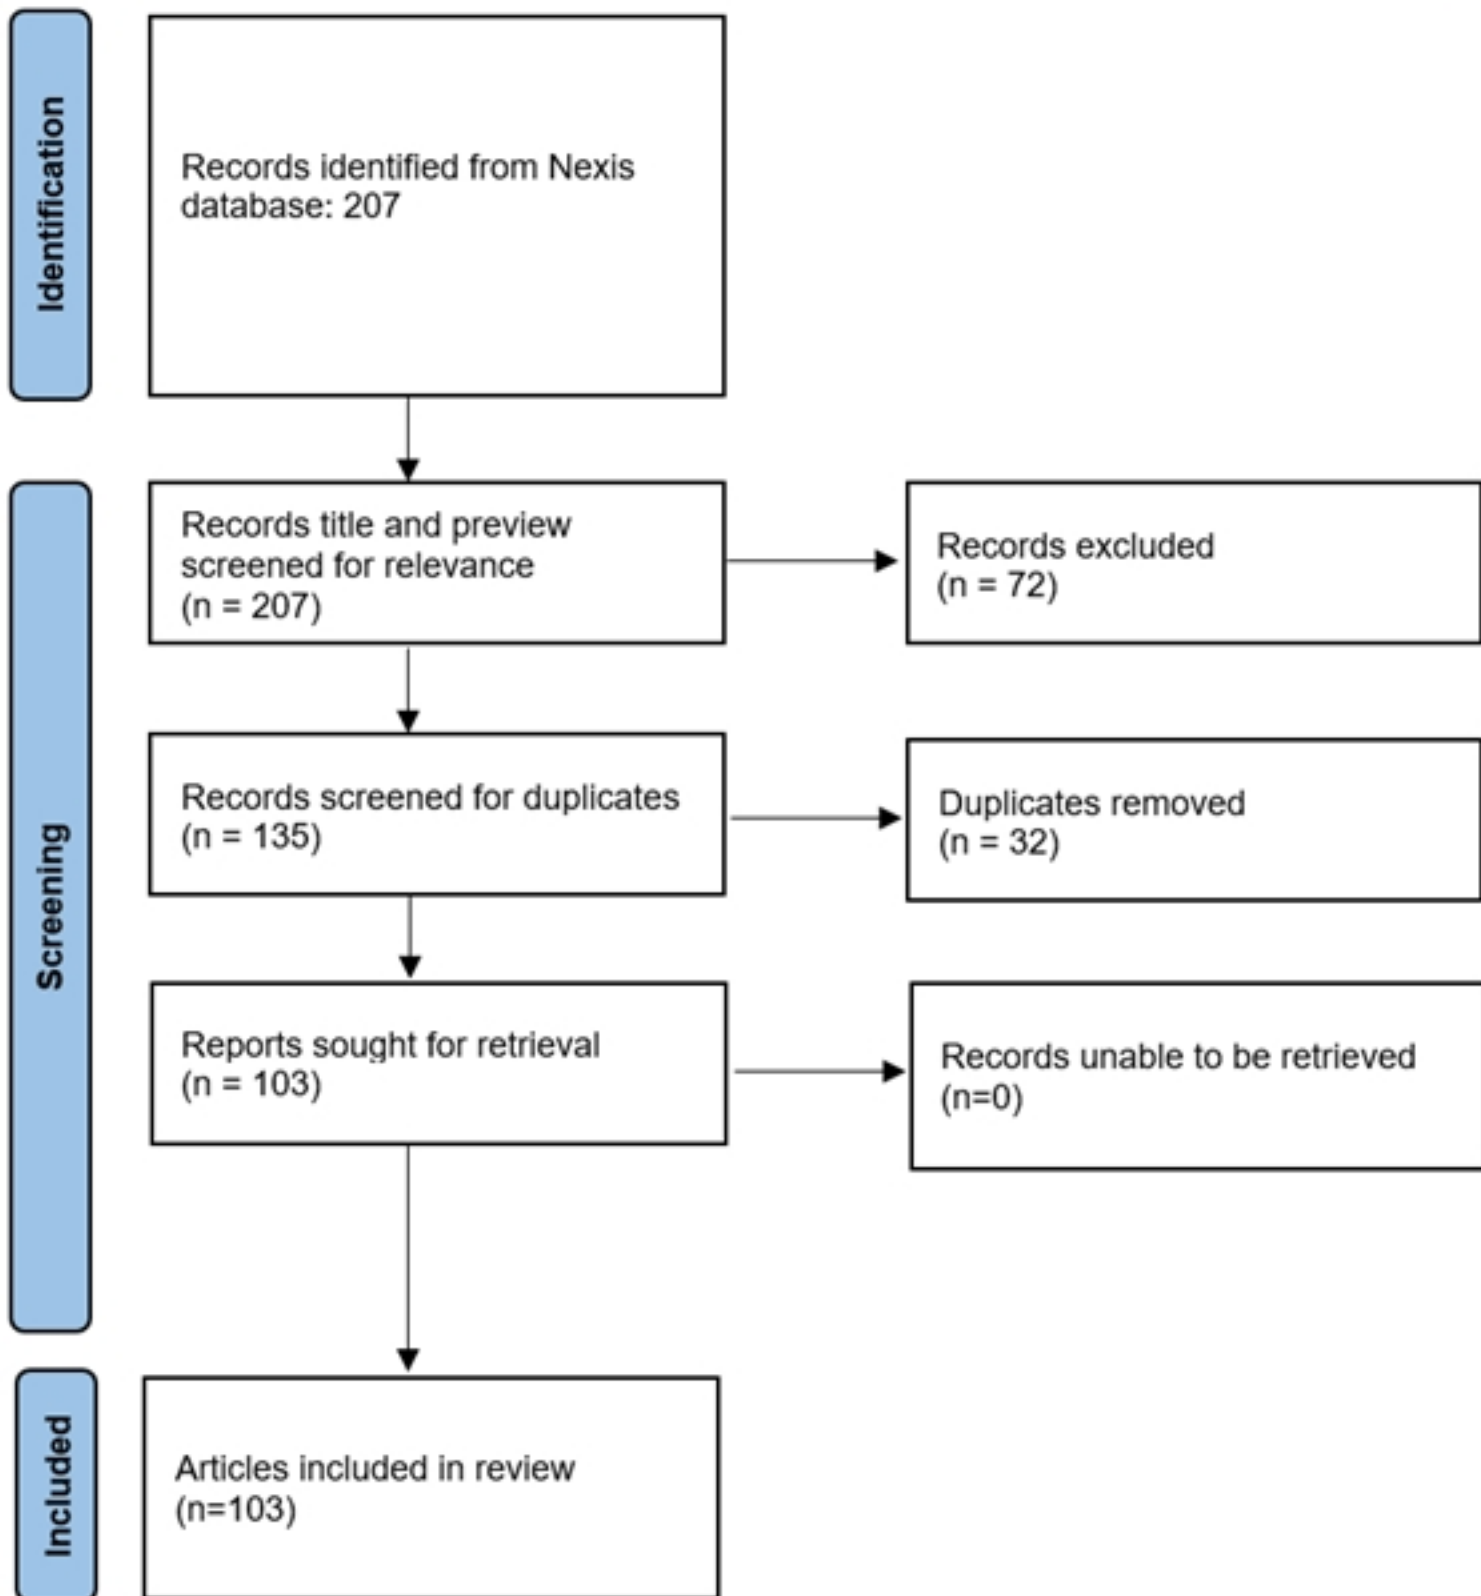 Identification
Records identified from Nexis
database: 207
Screening
Records title and preview
screened for relevance
(n = 207)
Records excluded
(n = 72)
Records screened for duplicates
(n = 135)
Duplicates removed
(n = 32)
Reports sought for retrieval
(n = 103)
Records unable to be retrieved
(n=0)
Included
Articles included in review
(n=103)